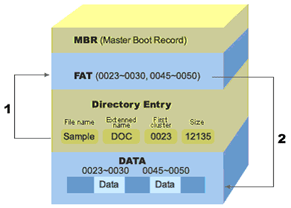 MBR (Master Boot Record)
FAT (0023~0030, 0045~0050)
1
Directory Entry
File name Extenned name First cluster Size
Sample DOC 0023 12135
2
DATA
0023~0030 0045~0050
Data Data